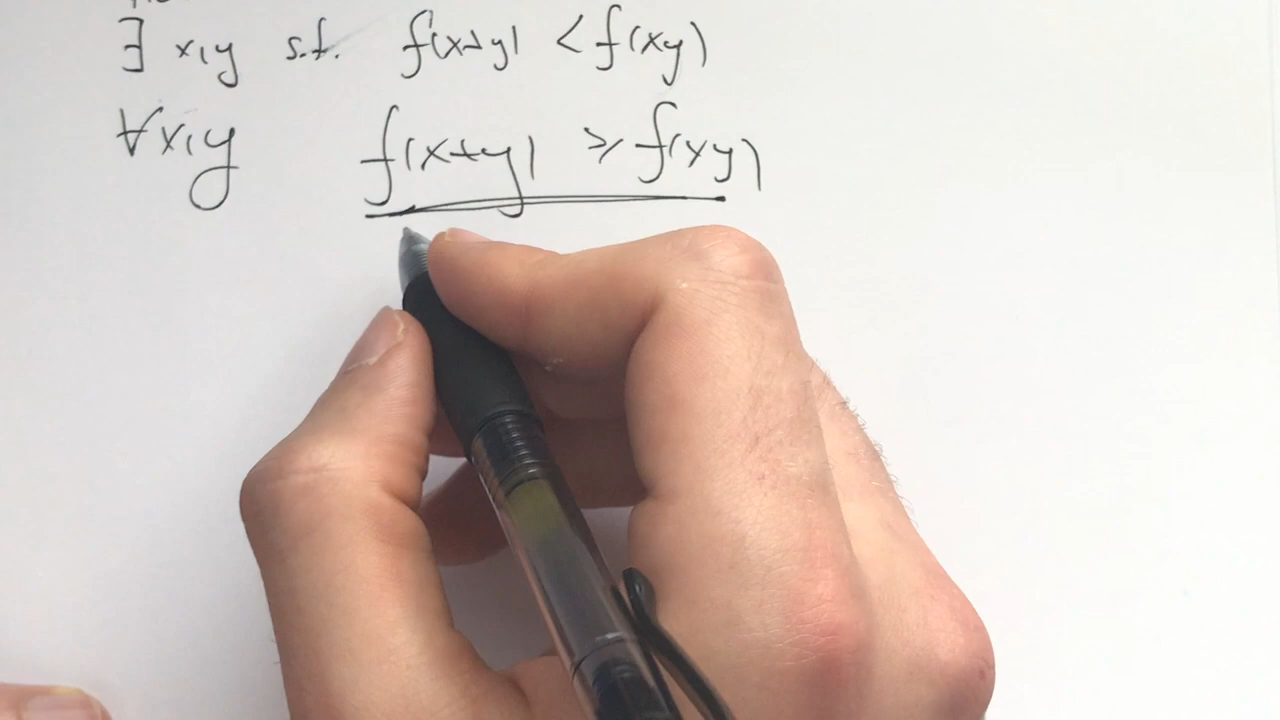 ∃ x,y s.t. f(x+y) < f(xy)
∀x,y f(x+y) ⩾ f(xy)